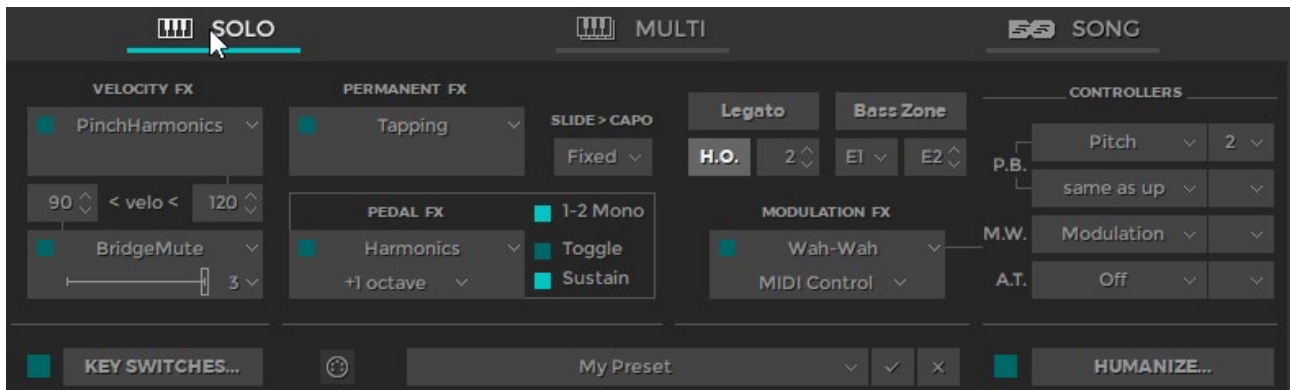 SOLO
MULTI
SONG
VELOCITY FX
PERMANENT FX
SLIDE > CAPO
Legato
Bass Zone
CONTROLLERS
PinchHarmonics
Tapping
Fixed
H.O.
2
E1
E2
P.B.
Pitch
2
same as up
90
< velo <
120
PEDAL FX
1-2 Mono
MODULATION FX
M.W.
Modulation
BridgeMute
Harmonics
Toggle
Wah-Wah
3
+1 octave
Sustain
MIDI Control
A.T.
Off
KEY SWITCHES...
My Preset
HUMANIZE...